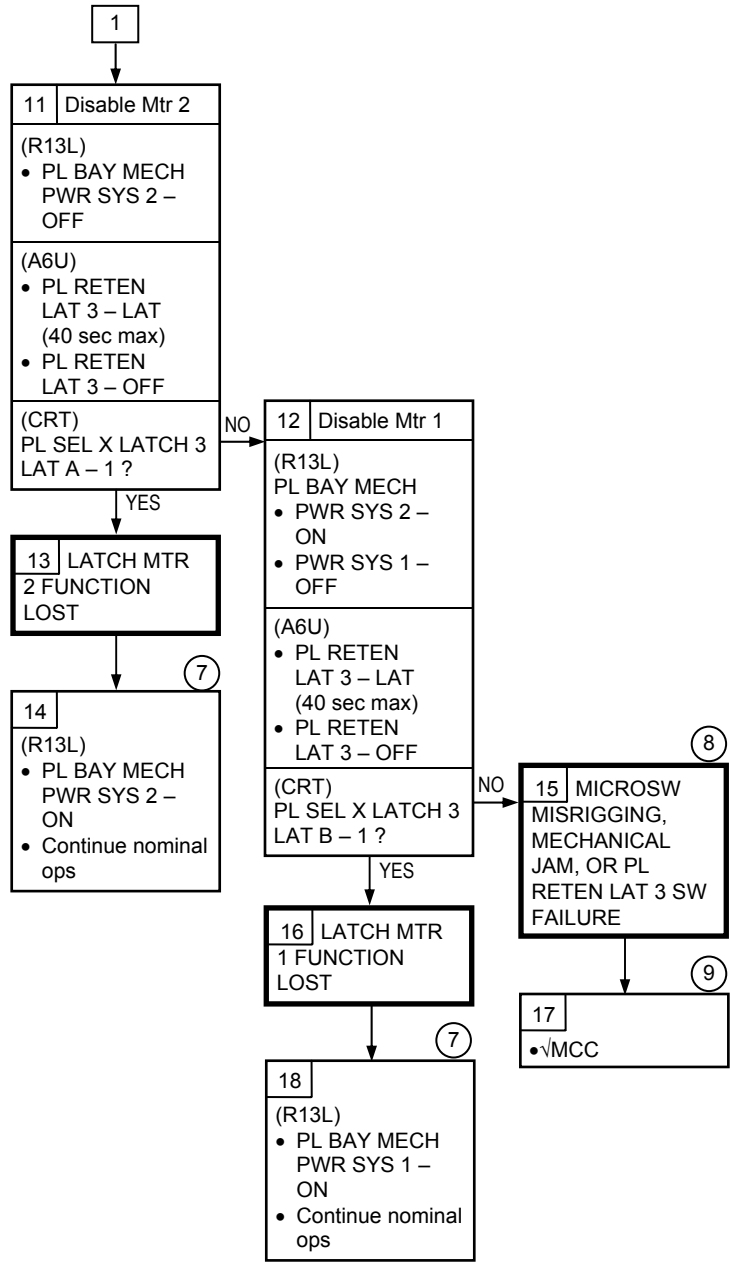 1
11 Disable Mtr 2
(R13L)
• PL BAY MECH
PWR SYS 2 –
OFF
(A6U)
• PL RETEN
LAT 3 – LAT
(40 sec max)
• PL RETEN
LAT 3 – OFF
(CRT)
PL SEL X LATCH 3
LAT A – 1 ?
NO
YES
12 Disable Mtr 1
(R13L)
PL BAY MECH
• PWR SYS 2 –
ON
• PWR SYS 1 –
OFF
(A6U)
• PL RETEN
LAT 3 – LAT
(40 sec max)
• PL RETEN
LAT 3 – OFF
(CRT)
PL SEL X LATCH 3
LAT B – 1 ?
NO
YES
13 LATCH MTR
2 FUNCTION
LOST
7
14
(R13L)
• PL BAY MECH
PWR SYS 2 –
ON
• Continue nominal
ops
8
15 MICROSW
MISRIGGING,
MECHANICAL
JAM, OR PL
RETEN LAT 3 SW
FAILURE
16 LATCH MTR
1 FUNCTION
LOST
9
17
•√MCC
7
18
(R13L)
• PL BAY MECH
PWR SYS 1 –
ON
• Continue nominal
ops